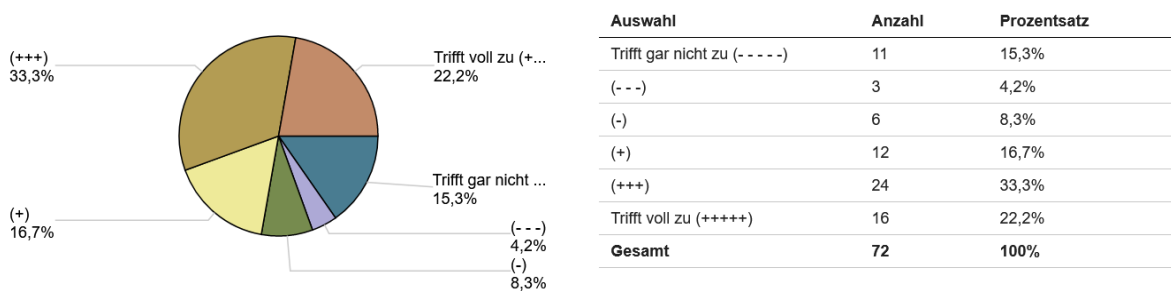 (+++)
33,3%
Trifft voll zu (+...
22,2%
Trifft gar nicht ...
15,3%
(+)
16,7%
(- - -)
4,2%
(-)
8,3%
Auswahl Anzahl Prozentsatz
Trifft gar nicht zu (- - - - -) 11 15,3%
(- - -) 3 4,2%
(-) 6 8,3%
(+) 12 16,7%
(+++) 24 33,3%
Trifft voll zu (+++++) 16 22,2%
Gesamt 72 100%